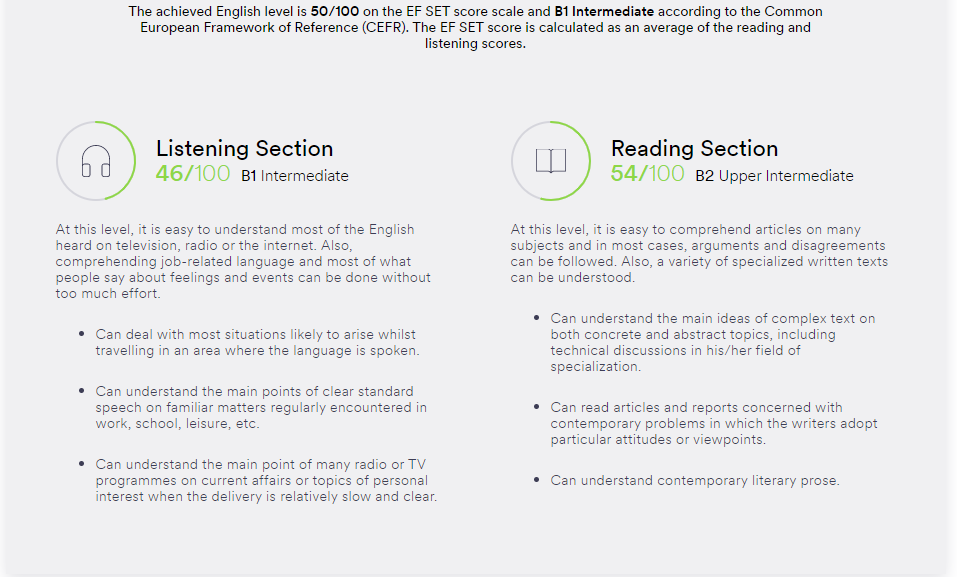 The achieved English level is 50/100 on the EF SET score scale and B1 Intermediate according to the Common
European Framework of Reference (CEFR). The EF SET score is calculated as an average of the reading and
listening scores.
Listening Section
46/100 B1 Intermediate
At this level, it is easy to understand most of the English
heard on television, radio or the internet. Also,
comprehending job-related language and most of what
people say about feelings and events can be done without
too much effort.
• Can deal with most situations likely to arise whilst
travelling in an area where the language is spoken.
• Can understand the main points of clear standard
speech on familiar matters regularly encountered in
work, school, leisure, etc.
• Can understand the main point of many radio or TV
programmes on current affairs or topics of personal
interest when the delivery is relatively slow and clear.
Reading Section
54/100 B2 Upper Intermediate
At this level, it is easy to comprehend articles on many
subjects and in most cases, arguments and disagreements
can be followed. Also, a variety of specialized written texts
can be understood.
• Can understand the main ideas of complex text on
both concrete and abstract topics, including
technical discussions in his/her field of
specialization.
• Can read articles and reports concerned with
contemporary problems in which the writers adopt
particular attitudes or viewpoints.
• Can understand contemporary literary prose.